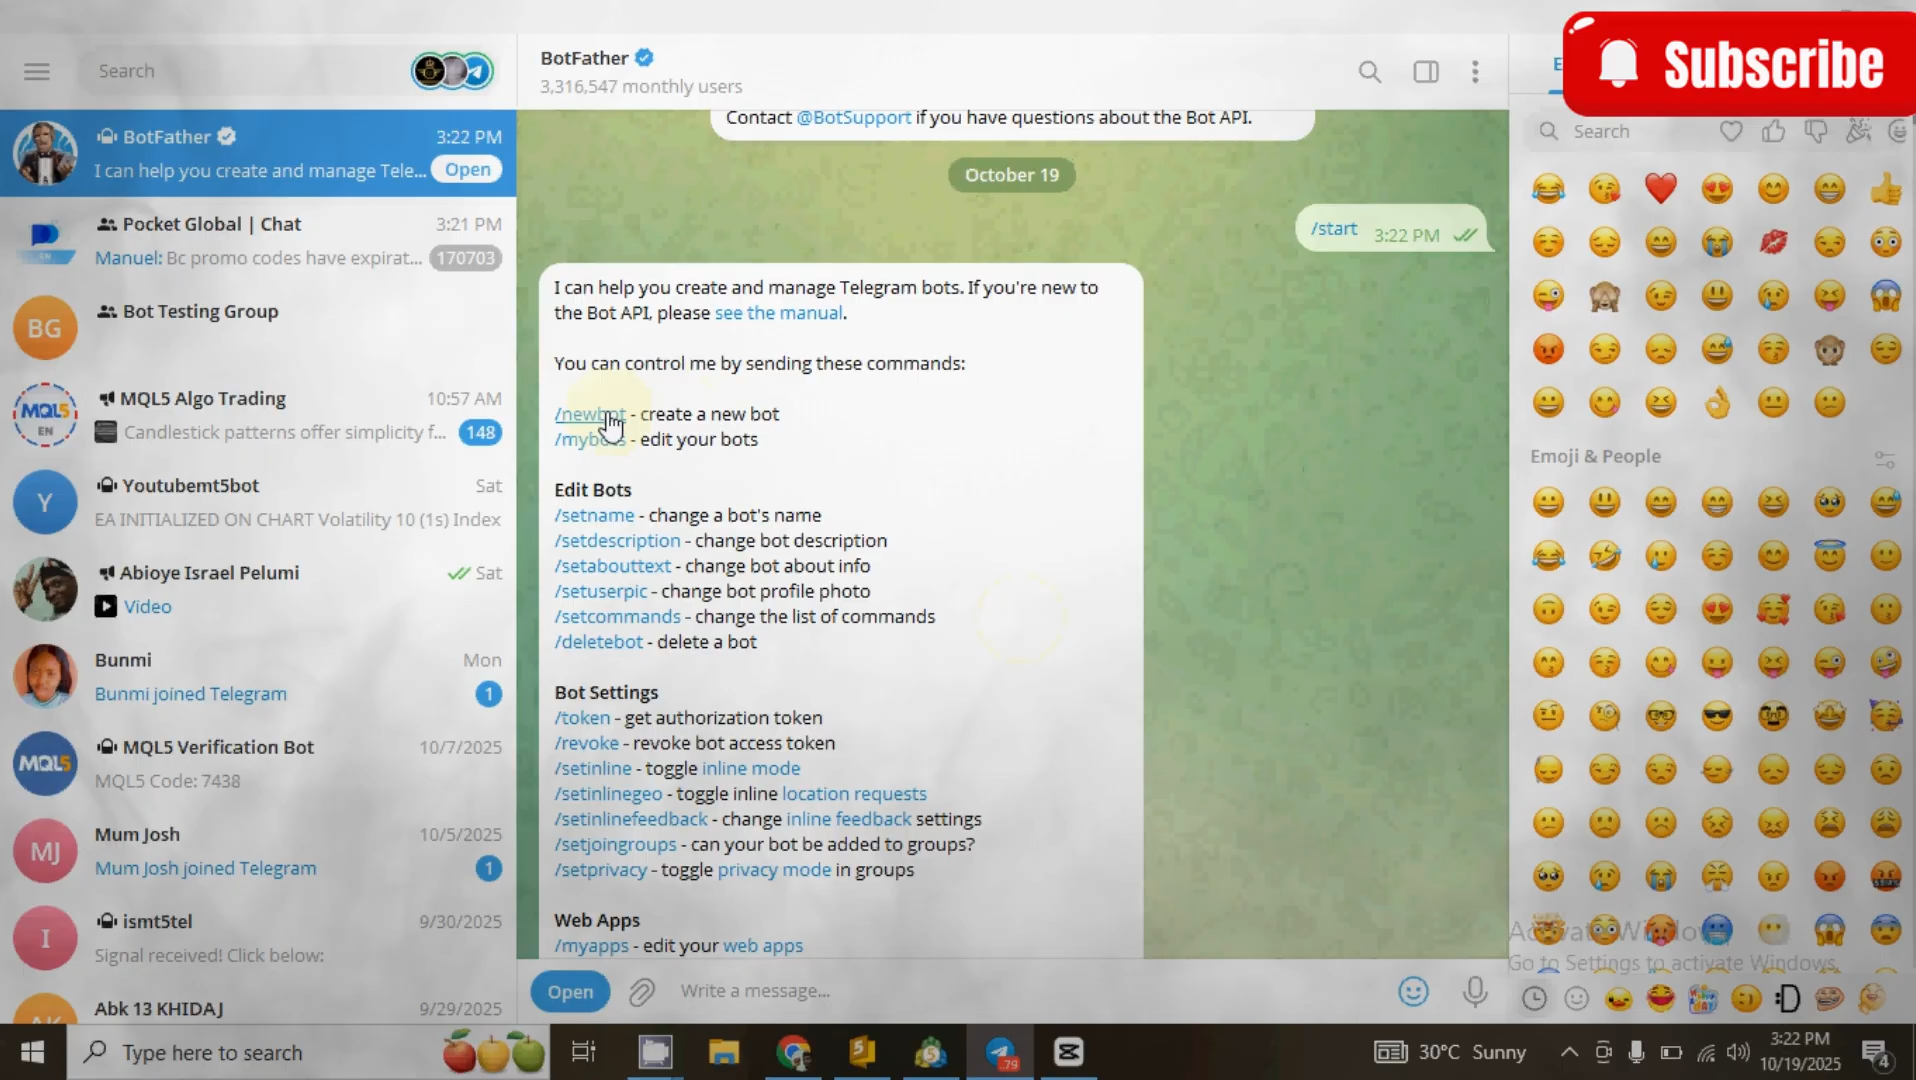 Search
BotFather
3:22 PM
I can help you create and manage Tele...
Open
Pocket Global | Chat
3:21 PM
Manuel: Bc promo codes have expirat...
170703
BG
Bot Testing Group
MQL5
EN
MQL5 Algo Trading
10:57 AM
Candlestick patterns offer simplicity f...
148
Y
Youtubemt5bot
Sat
EA INITIALIZED ON CHART Volatility 10 (1s) Index
Abioye Israel Pelumi
Sat
Video
Bunmi
Mon
Bunmi joined Telegram
1
MQL5
MQL5 Verification Bot
10/7/2025
MQL5 Code: 7438
MJ
Mum Josh
10/5/2025
Mum Josh joined Telegram
1
I
ismt5tel
9/30/2025
Signal received! Click below:
Abk 13 KHIDAJ
9/29/2025
BotFather
3,316,547 monthly users
Contact @BotSupport if you have questions about the Bot API.
October 19
/start 3:22 PM
I can help you create and manage Telegram bots. If you're new to
the Bot API, please see the manual.
You can control me by sending these commands:
/newbot - create a new bot
/mybots - edit your bots
Edit Bots
/setname - change a bot's name
/setdescription - change bot description
/setabouttext - change bot about info
/setuserpic - change bot profile photo
/setcommands - change the list of commands
/deletebot - delete a bot
Bot Settings
/token - get authorization token
/revoke - revoke bot access token
/setinline - toggle inline mode
/setinlinegeo - toggle inline location requests
/setinlinefeedback - change inline feedback settings
/setjoingroups - can your bot be added to groups?
/setprivacy - toggle privacy mode in groups
Web Apps
/myapps - edit your web apps
Open
Write a message...
Subscribe
Search
Emoji & People
Activate Windows
Go to Settings to activate Windows.
Type here to search
79
30°C Sunny
3:22 PM
10/19/2025
4